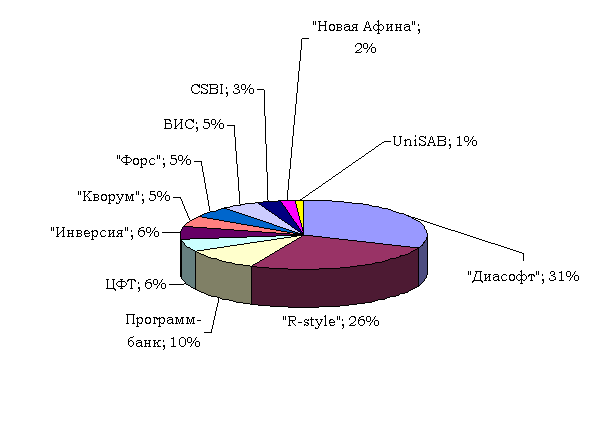 "Новая Афина";
2%
CSBI; 3%
БИС; 5%
UniSAB; 1%
"Форс"; 5%
"Кворум"; 5%
"Инверсия"; 6%
"Диасофт"; 31%
ЦФТ; 6%
Программ-
банк; 10%
"R-style"; 26%